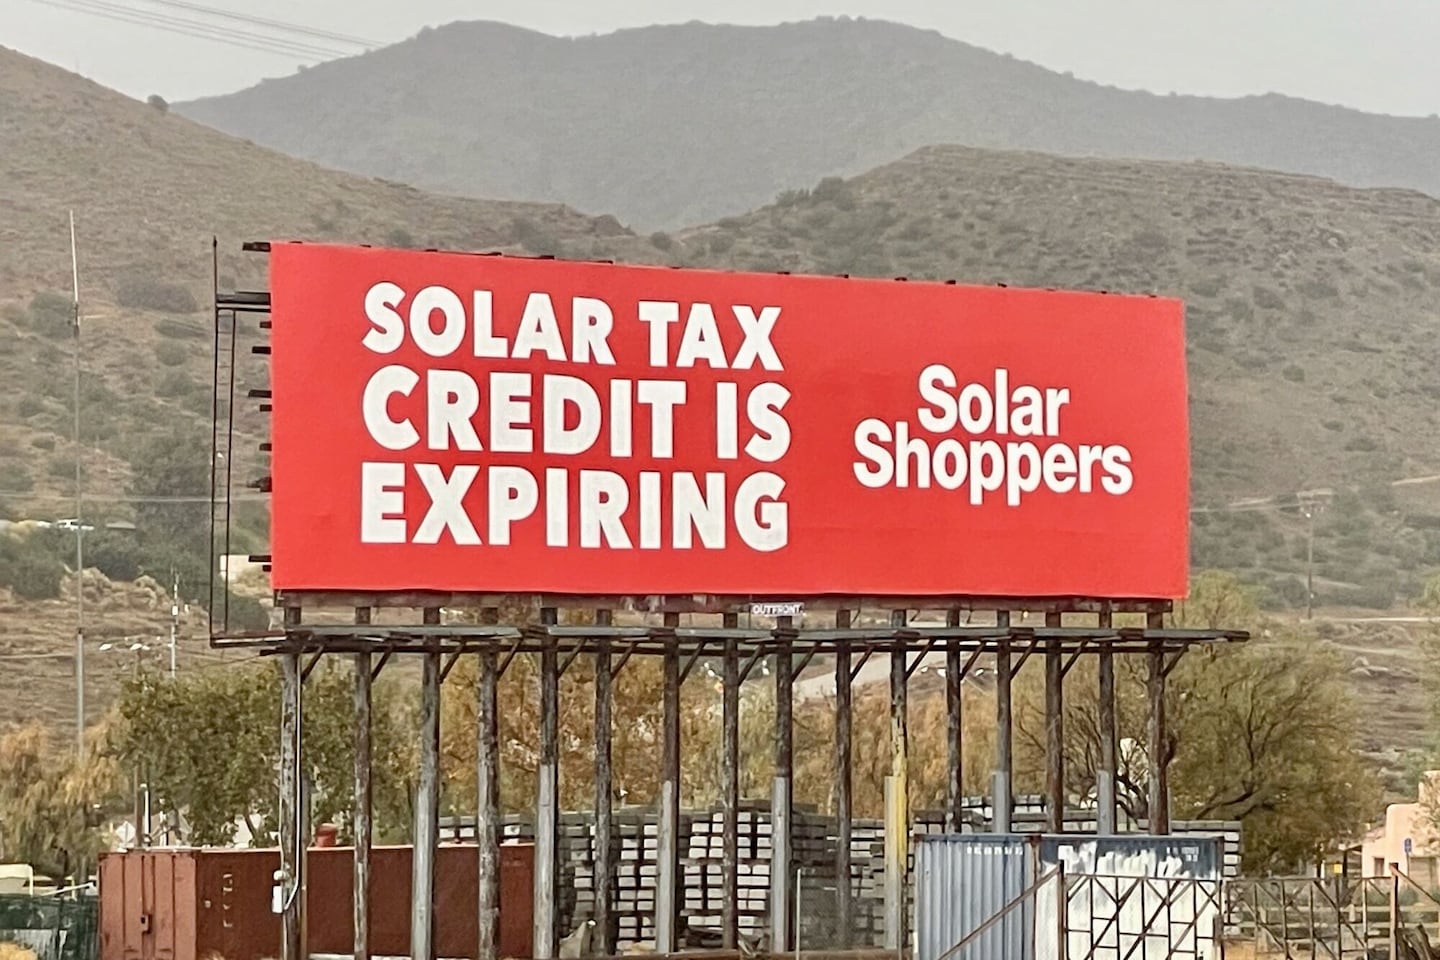 SOLAR TAX
CREDIT IS
EXPIRING
Solar
Shoppers
OUTFRONT